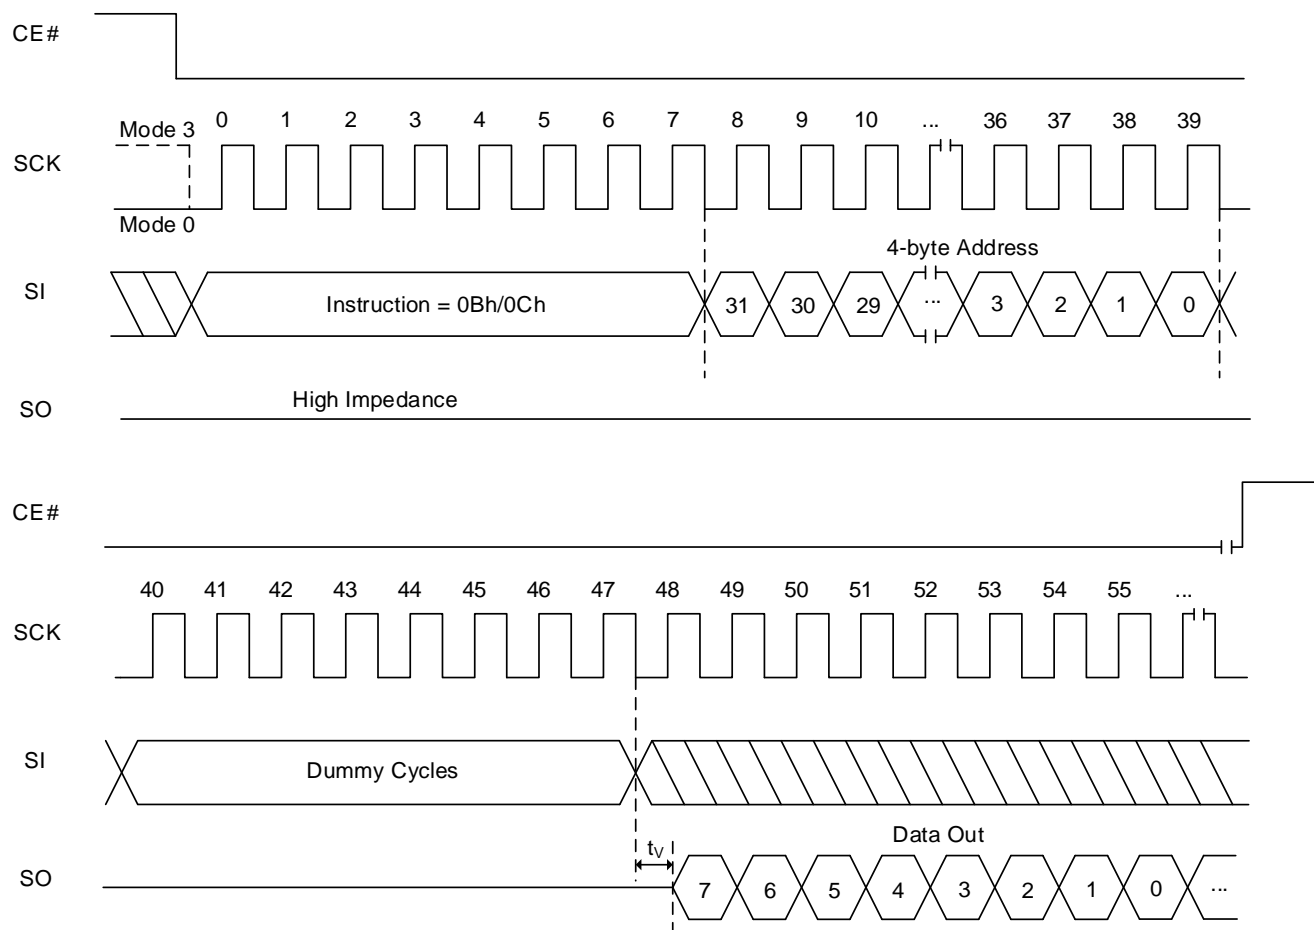 CE#
Mode 3 0 1 2 3 4 5 6 7 8 9 10 ... 36 37 38 39
SCK
Mode 0
4-byte Address
SI Instruction = 0Bh/0Ch 31 30 29 ... 3 2 1 0
SO High Impedance
CE#
40 41 42 43 44 45 46 47 48 49 50 51 52 53 54 55 ...
SCK
SI Dummy Cycles
Data Out
tV
SO 7 6 5 4 3 2 1 0 ...